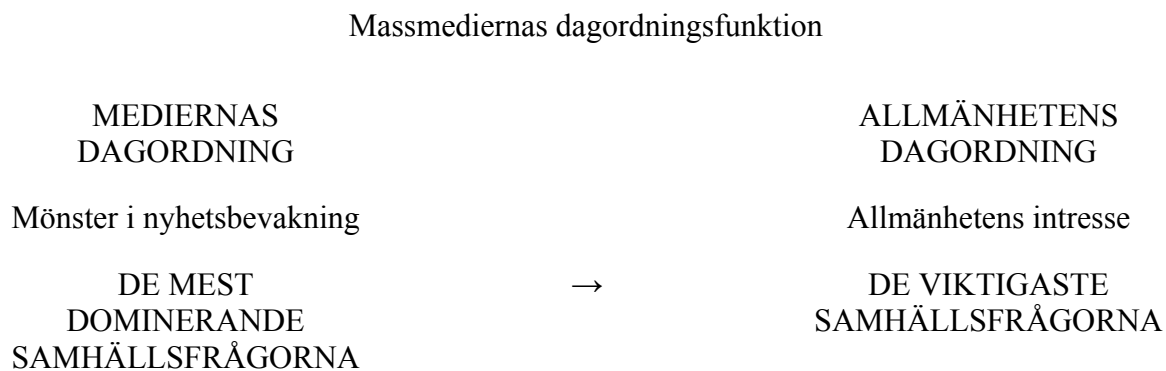 Massmediernas dagordningsfunktion
MEDIERNAS
DAGORDNING
Mönster i nyhetsbevakning
DE MEST
DOMINERANDE
SAMHÄLLSFRÅGORNA
→
ALLMÄNHETENS
DAGORDNING
Allmänhetens intresse
DE VIKTIGASTE
SAMHÄLLSFRÅGORNA